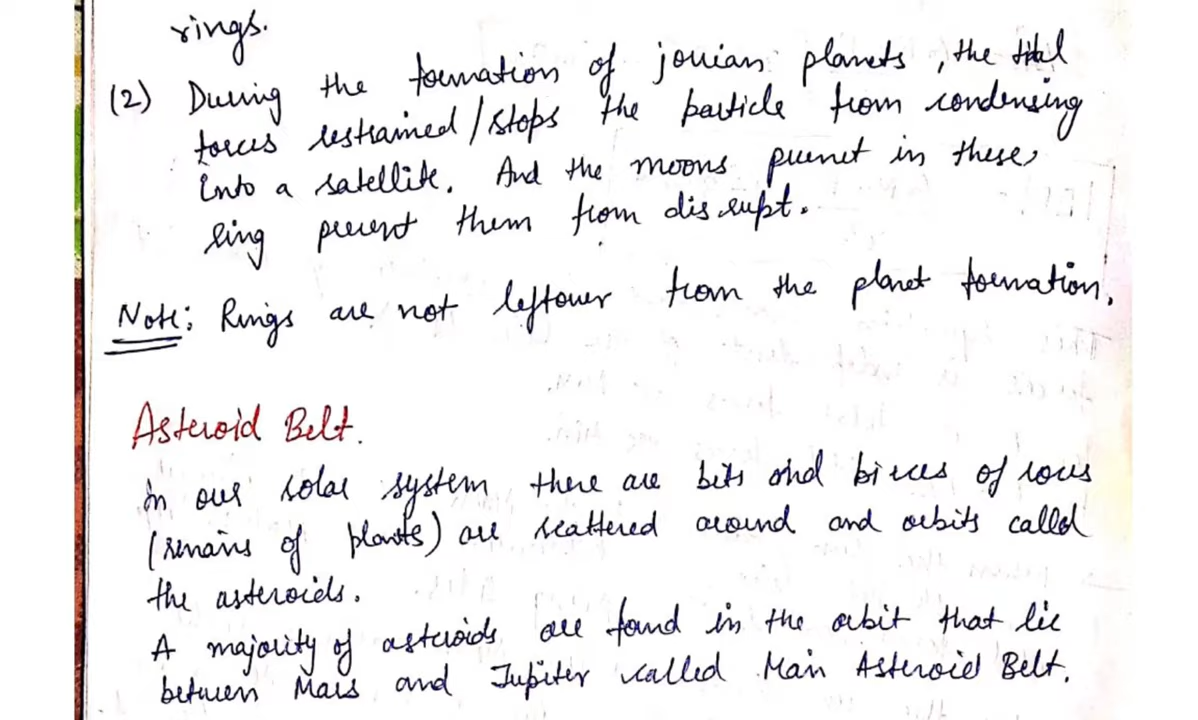 rings.
(2) During the formation of jovian planets, the tidal
forces restrained/stops the particle from condensing
into a satellite. And the moons present in these
ring prevent them from disrupt.
Note: Rings are not leftover from the planet formation.
Asteroid Belt.
In our solar system there are bits and pieces of rocks
(remains of planets) are scattered around and orbits called
the asteroids.
A majority of asteroids are found in the orbit that lie
between Mars and Jupiter called Main Asteroid Belt.